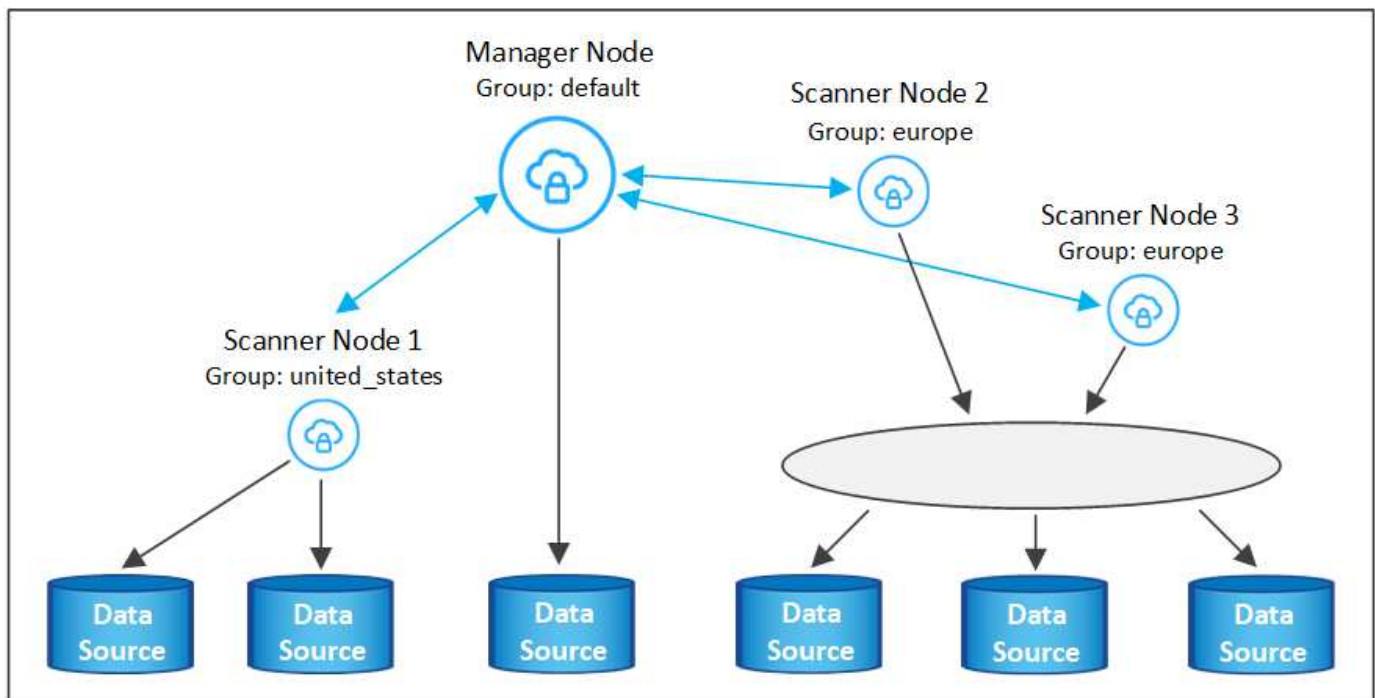 Manager Node
Group: default
Scanner Node 2
Group: europe
Scanner Node 3
Group: europe
Scanner Node 1
Group: united_states
Data
Source
Data
Source
Data
Source
Data
Source
Data
Source
Data
Source